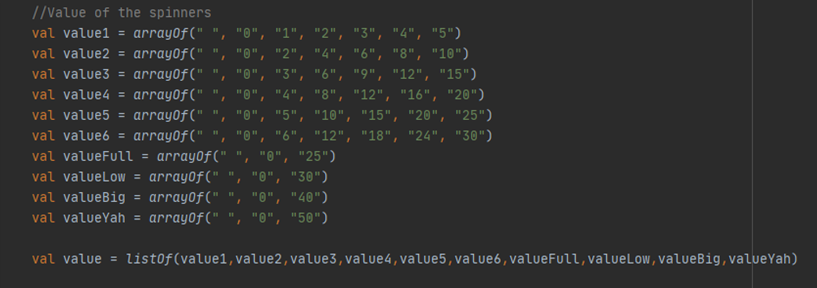 //Value of the spinners
val value1 = arrayOf(" ", "0", "1", "2", "3", "4", "5")
val value2 = arrayOf(" ", "0", "2", "4", "6", "8", "10")
val value3 = arrayOf(" ", "0", "3", "6", "9", "12", "15")
val value4 = arrayOf(" ", "0", "4", "8", "12", "16", "20")
val value5 = arrayOf(" ", "0", "5", "10", "15", "20", "25")
val value6 = arrayOf(" ", "0", "6", "12", "18", "24", "30")
val valueFull = arrayOf(" ", "0", "25")
val valueLow = arrayOf(" ", "0", "30")
val valueBig = arrayOf(" ", "0", "40")
val valueYah = arrayOf(" ", "0", "50")
val value = listOf(value1,value2,value3,value4,value5,value6,valueFull,valueLow,valueBig,valueYah)